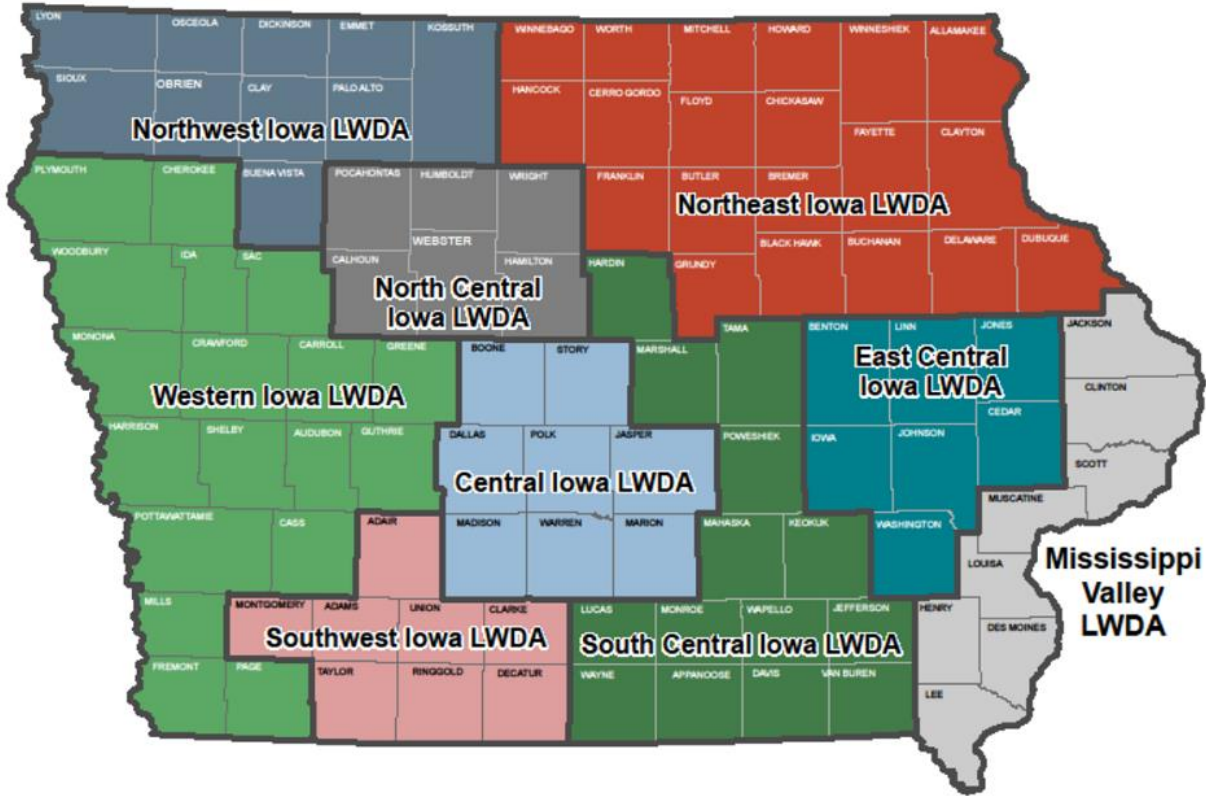 LYON
OSCEOLA
DICKINSON
EMMET
KOSSUTH
WINNEBAGO
WORTH
MITCHELL
HOWARD
WINNESHIEK
ALLAMAKEE
SIOUX
OBRIEN
CLAY
PALO ALTO
HANCOCK
CERRO GORDO
FLOYD
CHICKASAW
Northwest Iowa LWDA
FAYETTE
CLAYTON
PLYMOUTH
CHEROKEE
BUENA VISTA
POCAHONTAS
HUMBOLDT
WRIGHT
FRANKLIN
BUTLER
BREMER
Northeast Iowa LWDA
WOODBURY
IDA
SAC
CALHOUN
WEBSTER
HAMILTON
HARDIN
GRUNDY
BLACK HAWK
BUCHANAN
DELAWARE
DUBUQUE
North Central
Iowa LWDA
MONONA
CRAWFORD
CARROLL
GREENE
BOONE
STORY
MARSHALL
TAMA
BENTON
LINN
JONES
JACKSON
East Central
Iowa LWDA
CLINTON
Western Iowa LWDA
CEDAR
HARRISON
SHELBY
AUDUBON
GUTHRIE
DALLAS
POLK
JASPER
POWESHIEK
IOWA
JOHNSON
SCOTT
Central Iowa LWDA
MUSCATINE
POTTAWATTAMIE
CASS
ADAIR
MADISON
WARREN
MARION
MAHASKA
KEOKUK
WASHINGTON
LOUISA
Mississippi
Valley
LWDA
MILLS
MONTGOMERY
ADAMS
UNION
CLARKE
LUCAS
MONROE
WAPELLO
JEFFERSON
HENRY
DES MOINES
Southwest Iowa LWDA
South Central Iowa LWDA
FREMONT
PAGE
TAYLOR
RINGGOLD
DECATUR
WAYNE
APPANOOSE
DAVIS
VAN BUREN
LEE